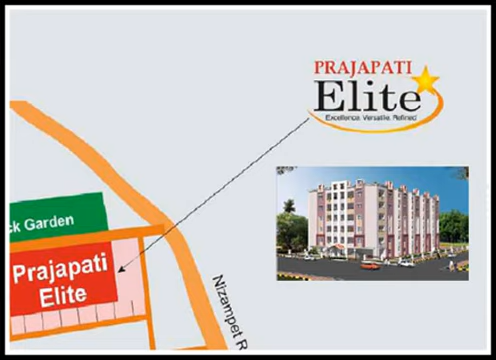 PRAJAPATI
Elite
Excellence Versatile Refined
ck Garden
Prajapati
Elite
Nizampet R